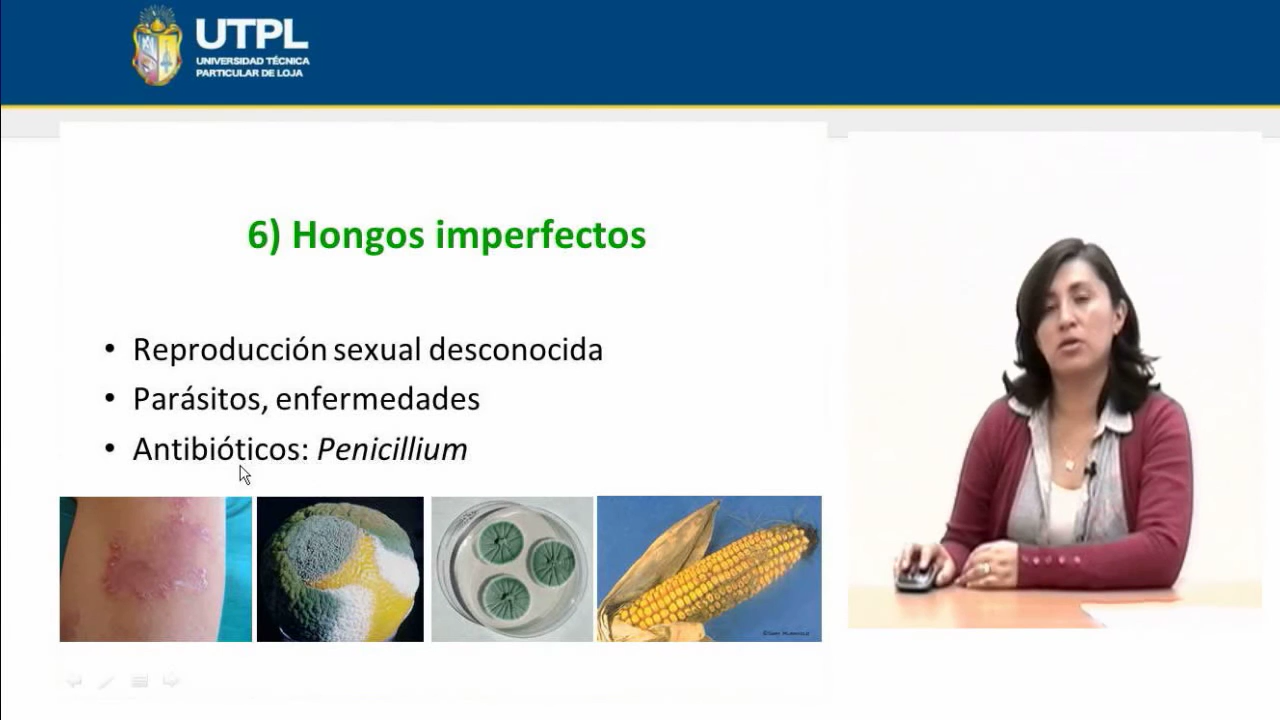 UTPL
UNIVERSIDAD TÉCNICA
PARTICULAR DE LOJA
6) Hongos imperfectos
• Reproducción sexual desconocida
• Parásitos, enfermedades
• Antibióticos: Penicillium